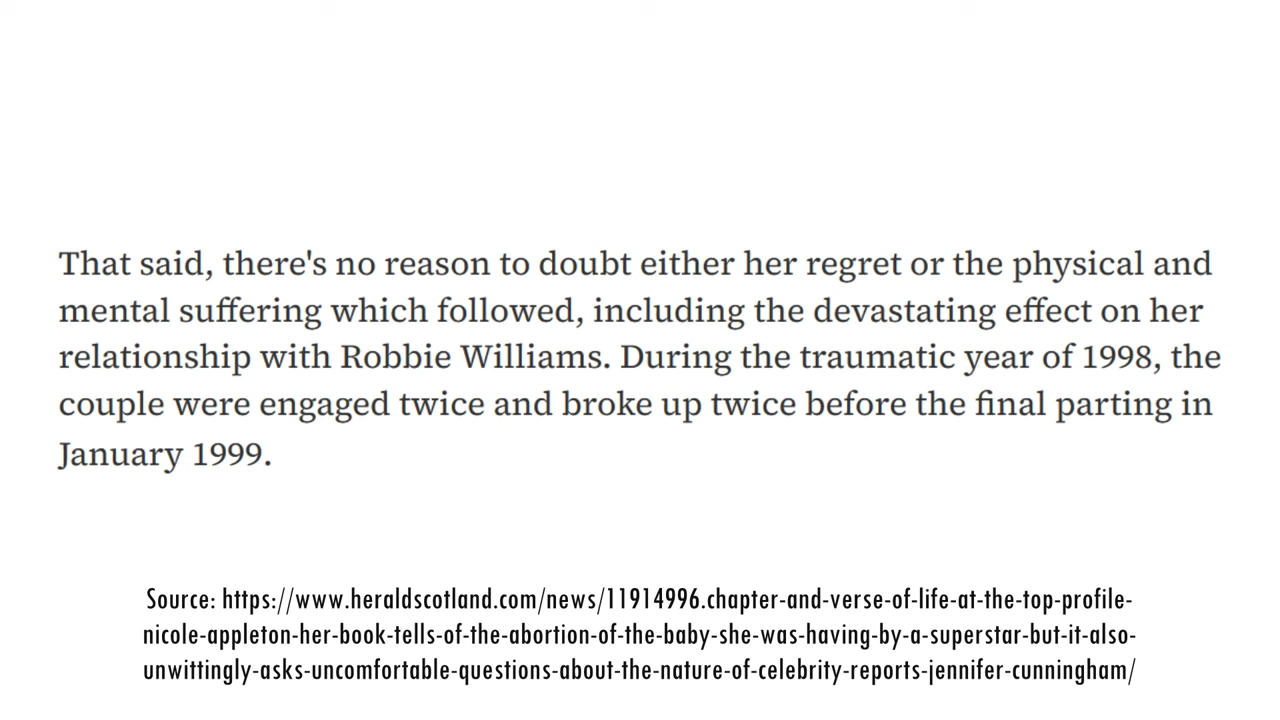 That said, there's no reason to doubt either her regret or the physical and
mental suffering which followed, including the devastating effect on her
relationship with Robbie Williams. During the traumatic year of 1998, the
couple were engaged twice and broke up twice before the final parting in
January 1999.
Source: https://www.heraldscotland.com/news/11914996.chapter-and-verse-of-life-at-the-top-profile-
nicole-appleton-her-book-tells-of-the-abortion-of-the-baby-she-was-having-by-a-superstar-but-it-also-
unwittingly-asks-uncomfortable-questions-about-the-nature-of-celebrity-reports-jennifer-cunningham/